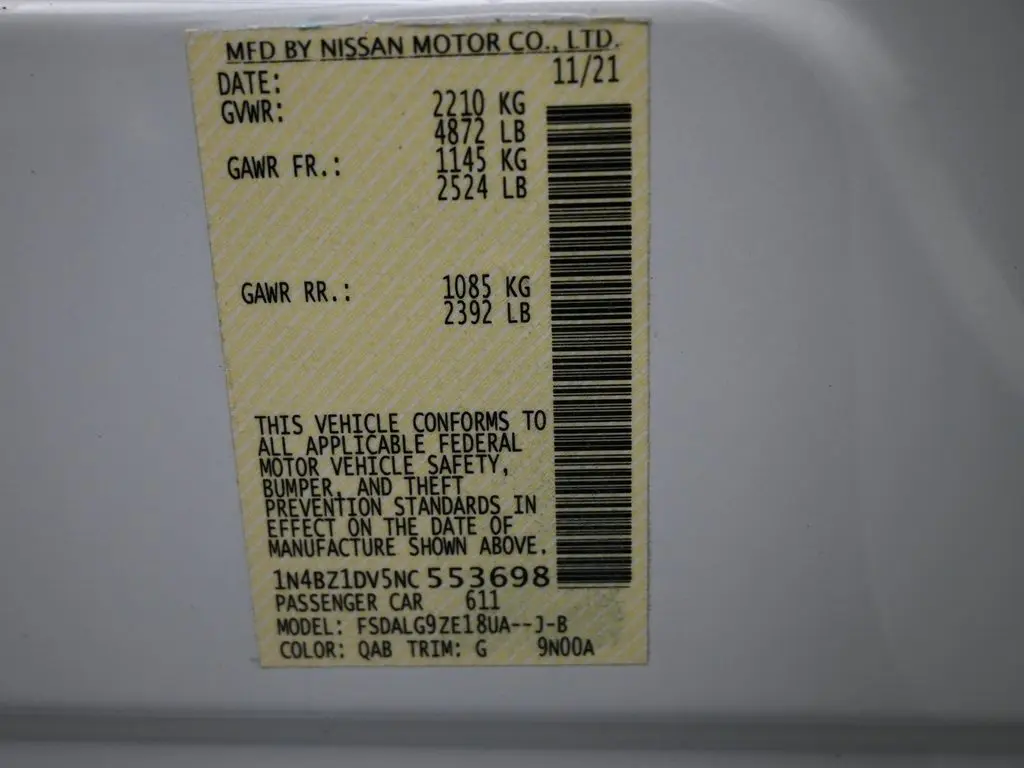 MFD BY NISSAN MOTOR CO., LTD.
DATE: 11/21
GVWR: 2210 KG
4872 LB
GAWR FR.: 1145 KG
2524 LB
GAWR RR.: 1085 KG
2392 LB
THIS VEHICLE CONFORMS TO
ALL APPLICABLE FEDERAL
MOTOR VEHICLE SAFETY,
BUMPER, AND THEFT
PREVENTION STANDARDS IN
EFFECT ON THE DATE OF
MANUFACTURE SHOWN ABOVE.
1N4BZ1DV5NC 553698
PASSENGER CAR 611
MODEL: FSDALG9ZE18UA--J-B
COLOR: QAB TRIM: G 9N00A